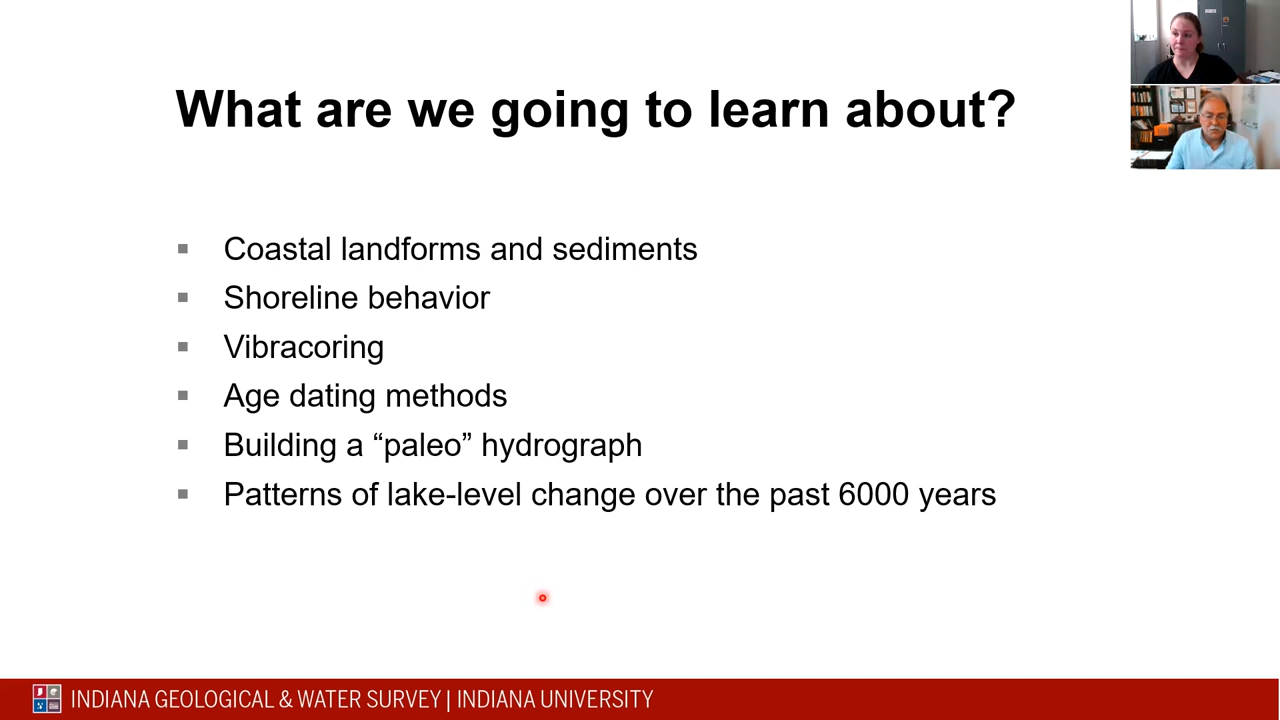 What are we going to learn about?
▪ Coastal landforms and sediments
▪ Shoreline behavior
▪ Vibracoring
▪ Age dating methods
▪ Building a “paleo” hydrograph
▪ Patterns of lake-level change over the past 6000 years
INDIANA GEOLOGICAL & WATER SURVEY | INDIANA UNIVERSITY